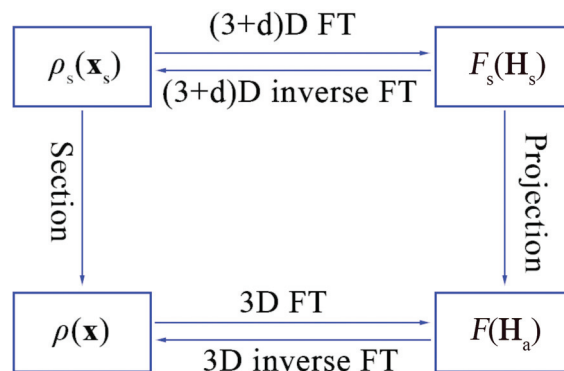 (3+d)D FT
ρₛ(𝐱ₛ)
Fₛ(𝐇ₛ)
(3+d)D inverse FT
Section
Projection
3D FT
ρ(𝐱)
F(𝐇ₐ)
3D inverse FT